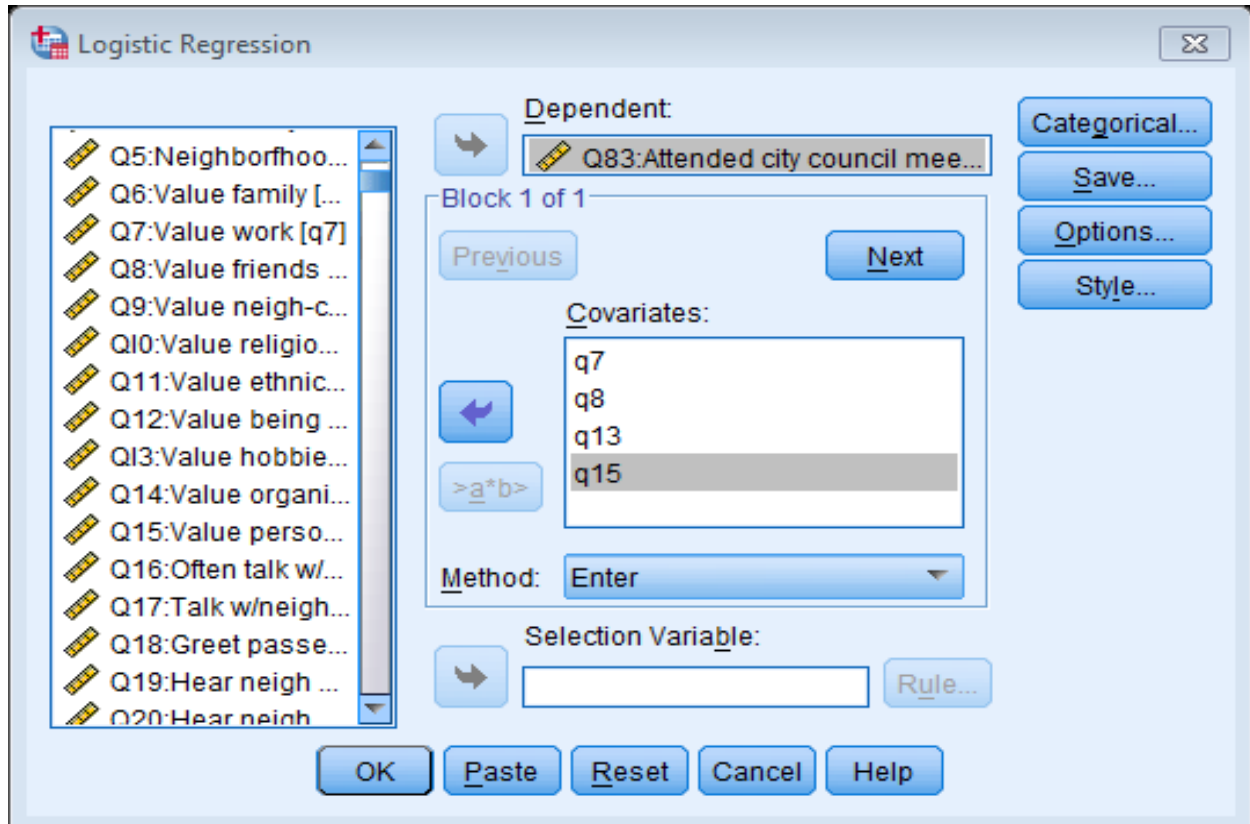 Logistic Regression
Q5:Neighborfhoo...
Q6:Value family [...
Q7:Value work [q7]
Q8:Value friends ...
Q9:Value neigh-c...
QI0:Value religio...
Q11:Value ethnic...
Q12:Value being ...
QI3:Value hobbie...
Q14:Value organi...
Q15:Value perso...
Q16:Often talk w/...
Q17:Talk w/neigh...
Q18:Greet passe...
Q19:Hear neigh ...
Q20:Hear neigh
Dependent:
Q83:Attended city council mee...
Block 1 of 1
Previous
Next
Covariates:
q7
q8
q13
q15
>a*b>
Method: Enter
Selection Variable:
Rule...
Categorical...
Save...
Options...
Style...
OK Paste Reset Cancel Help